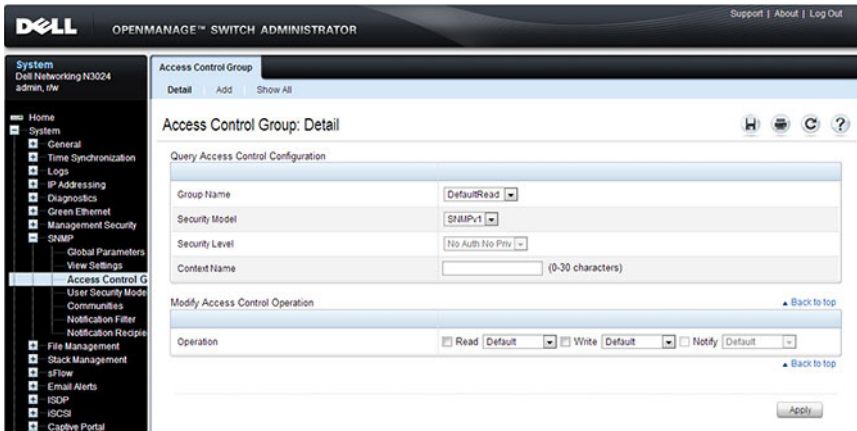 Support | About | Log Out
DELL OPENMANAGE™ SWITCH ADMINISTRATOR
System
Dell Networking N3024
admin, r/w
Home
System
General
Time Synchronization
Logs
IP Addressing
Diagnostics
Green Ethernet
Management Security
SNMP
Global Parameters
View Settings
Access Control G
User Security Mode
Communities
Notification Filter
Notification Recipie
File Management
Stack Management
sFlow
Email Alerts
ISDP
iSCSI
Captive Portal
Access Control Group
Detail Add Show All
Access Control Group: Detail
Query Access Control Configuration
Group Name DefaultRead
Security Model SNMPv1
Security Level No Auth No Priv
Context Name (0-30 characters)
Modify Access Control Operation Back to top
Operation Read Default Write Default Notify Default
Back to top
Apply